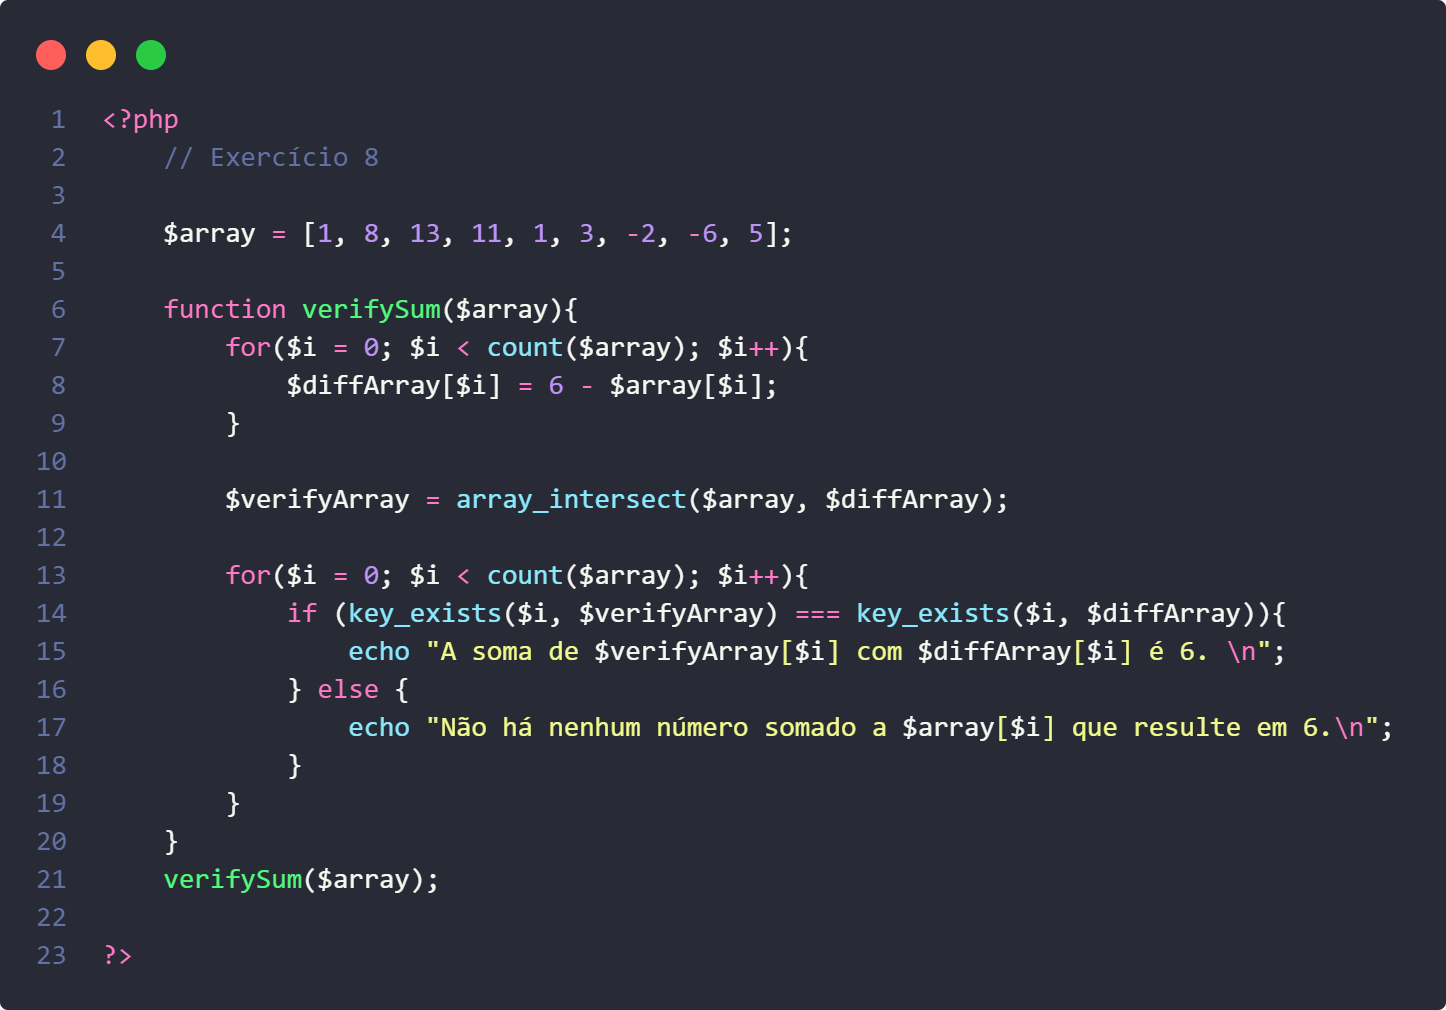 1 <?php
2     // Exercício 8
3
4     $array = [1, 8, 13, 11, 1, 3, -2, -6, 5];
5
6     function verifySum($array){
7         for($i = 0; $i < count($array); $i++){
8             $diffArray[$i] = 6 - $array[$i];
9         }
10
11         $verifyArray = array_intersect($array, $diffArray);
12
13         for($i = 0; $i < count($array); $i++){
14             if (key_exists($i, $verifyArray) === key_exists($i, $diffArray)){
15                 echo "A soma de $verifyArray[$i] com $diffArray[$i] é 6. \n";
16             } else {
17                 echo "Não há nenhum número somado a $array[$i] que resulte em 6.\n";
18             }
19         }
20     }
21     verifySum($array);
22
23 ?>